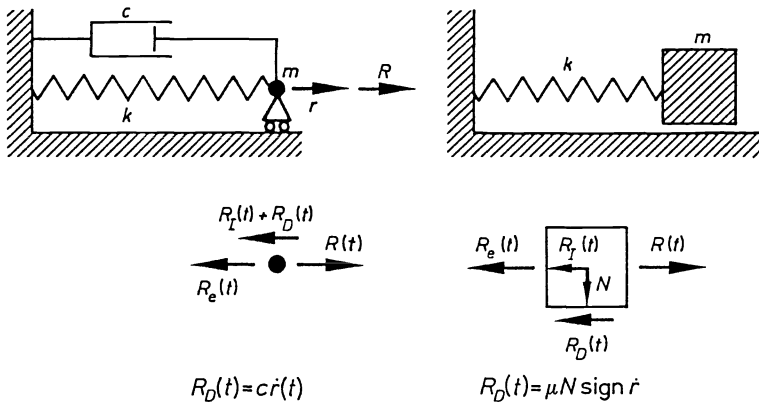 c
m
R
r
k
k
m
R_I(t) + R_D(t)
R(t)
R_e(t)
R_e(t)
R_I(t)
R(t)
N
R_D(t)
R_D(t) = cṙ(t)
R_D(t) = μN sign ṙ